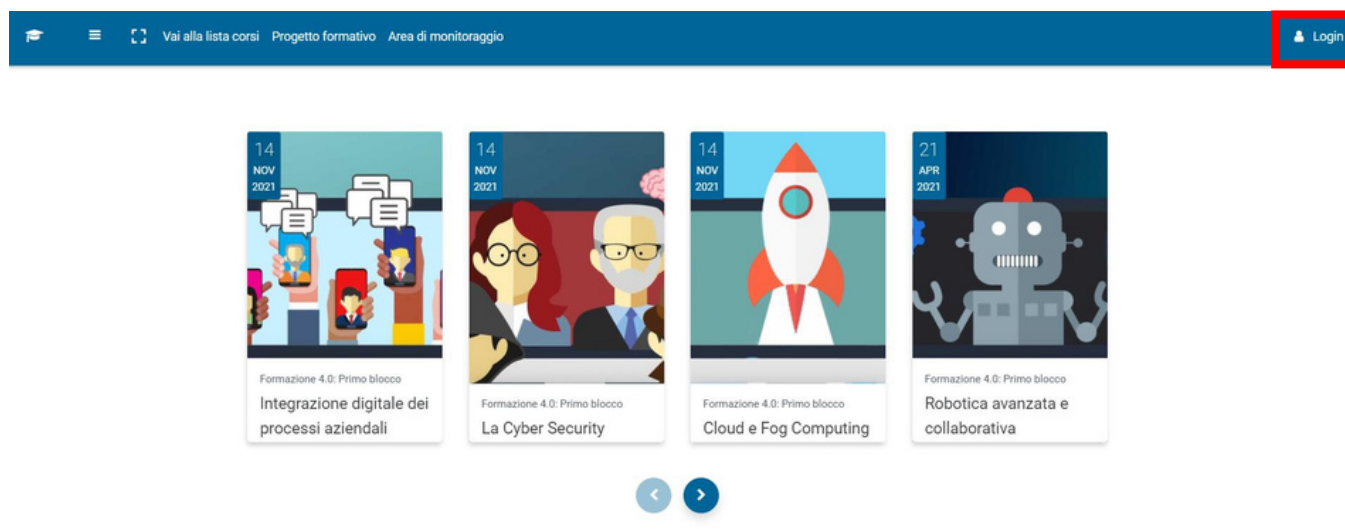 Vai alla lista corsi Progetto formativo Area di monitoraggio Login
14
NOV
2021
Formazione 4.0: Primo blocco
Integrazione digitale dei
processi aziendali
14
NOV
2021
Formazione 4.0: Primo blocco
La Cyber Security
14
NOV
2021
Formazione 4.0: Primo blocco
Cloud e Fog Computing
21
APR
2021
Formazione 4.0: Primo blocco
Robotica avanzata e
collaborativa